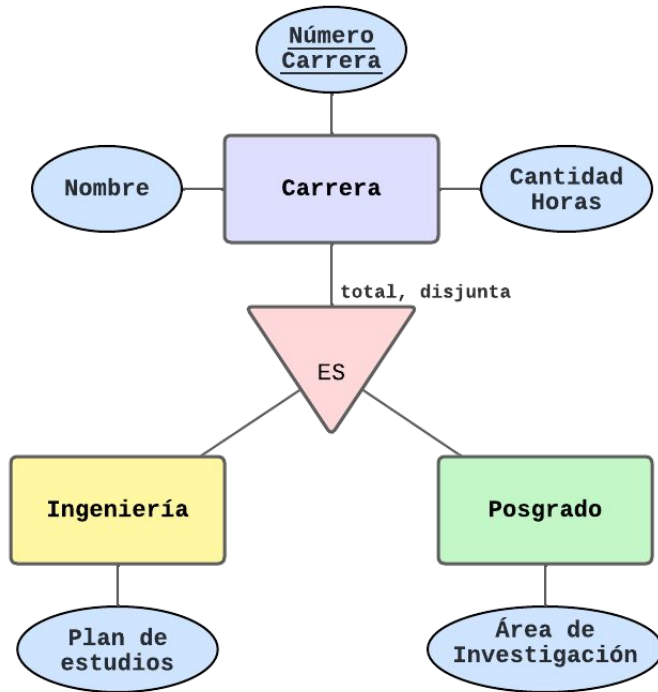 Número
Carrera
Nombre
Carrera
Cantidad
Horas
total, disjunta
ES
Ingeniería
Posgrado
Plan de
estudios
Área de
Investigación